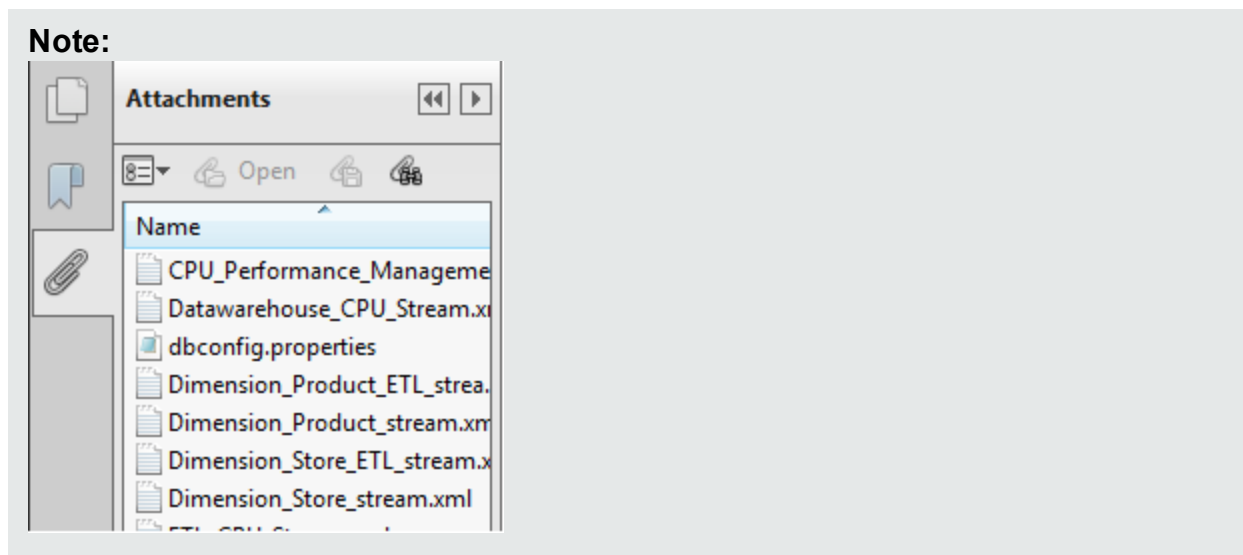 Note:
Attachments
Open
Name
CPU_Performance_Manageme
Datawarehouse_CPU_Stream.x
dbconfig.properties
Dimension_Product_ETL_strea.
Dimension_Product_stream.xm
Dimension_Store_ETL_stream.x
Dimension_Store_stream.xml